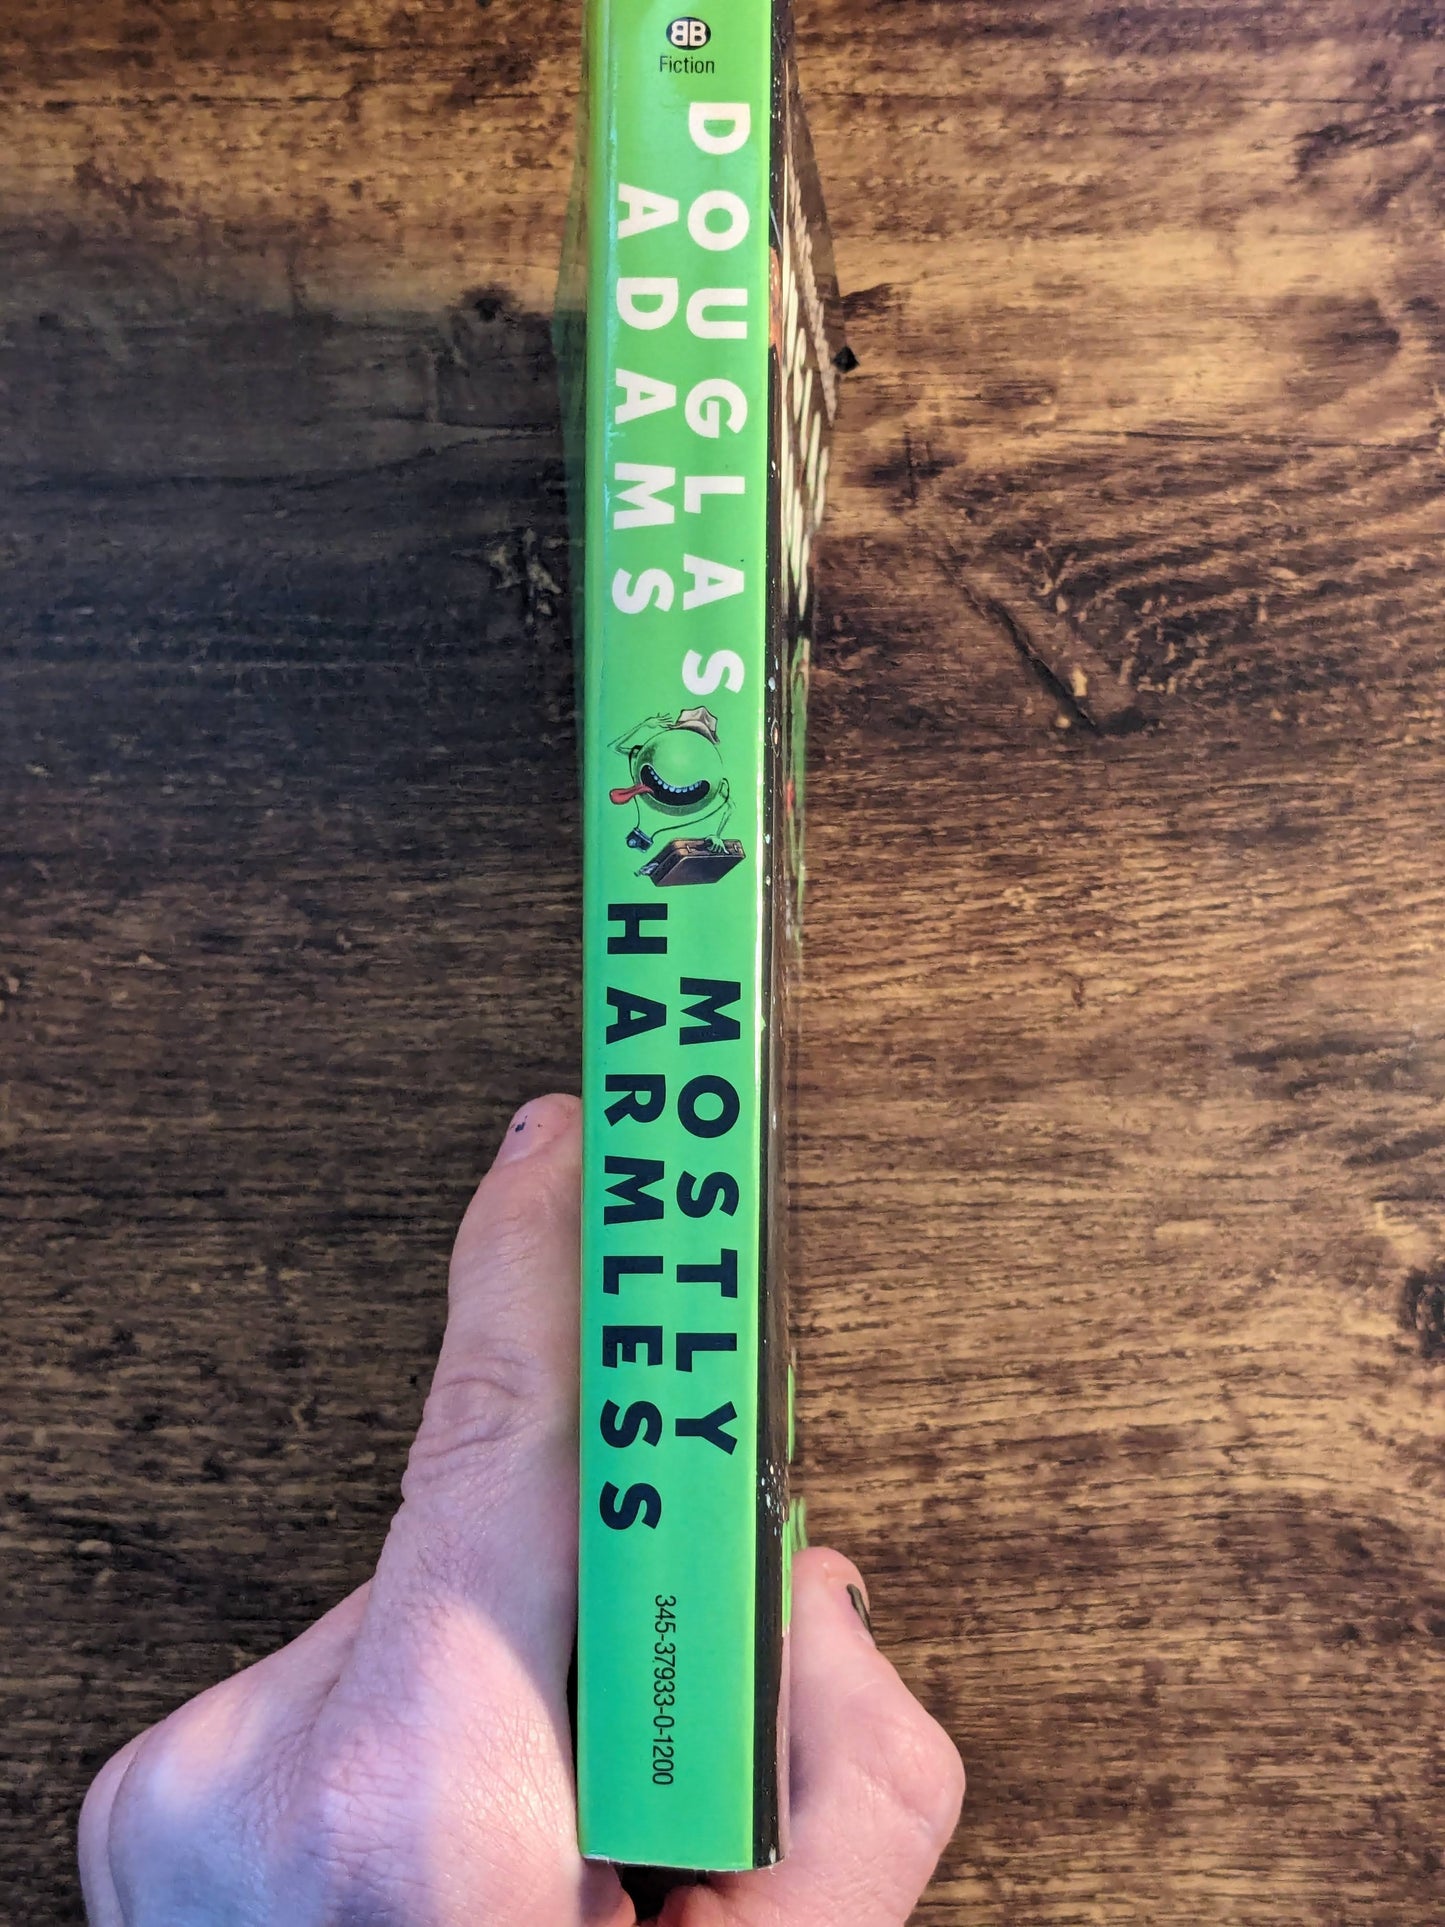 BB
Fiction
DOUGLAS
ADAMS
MOSTLY
HARMLESS
345-37933-0-1200